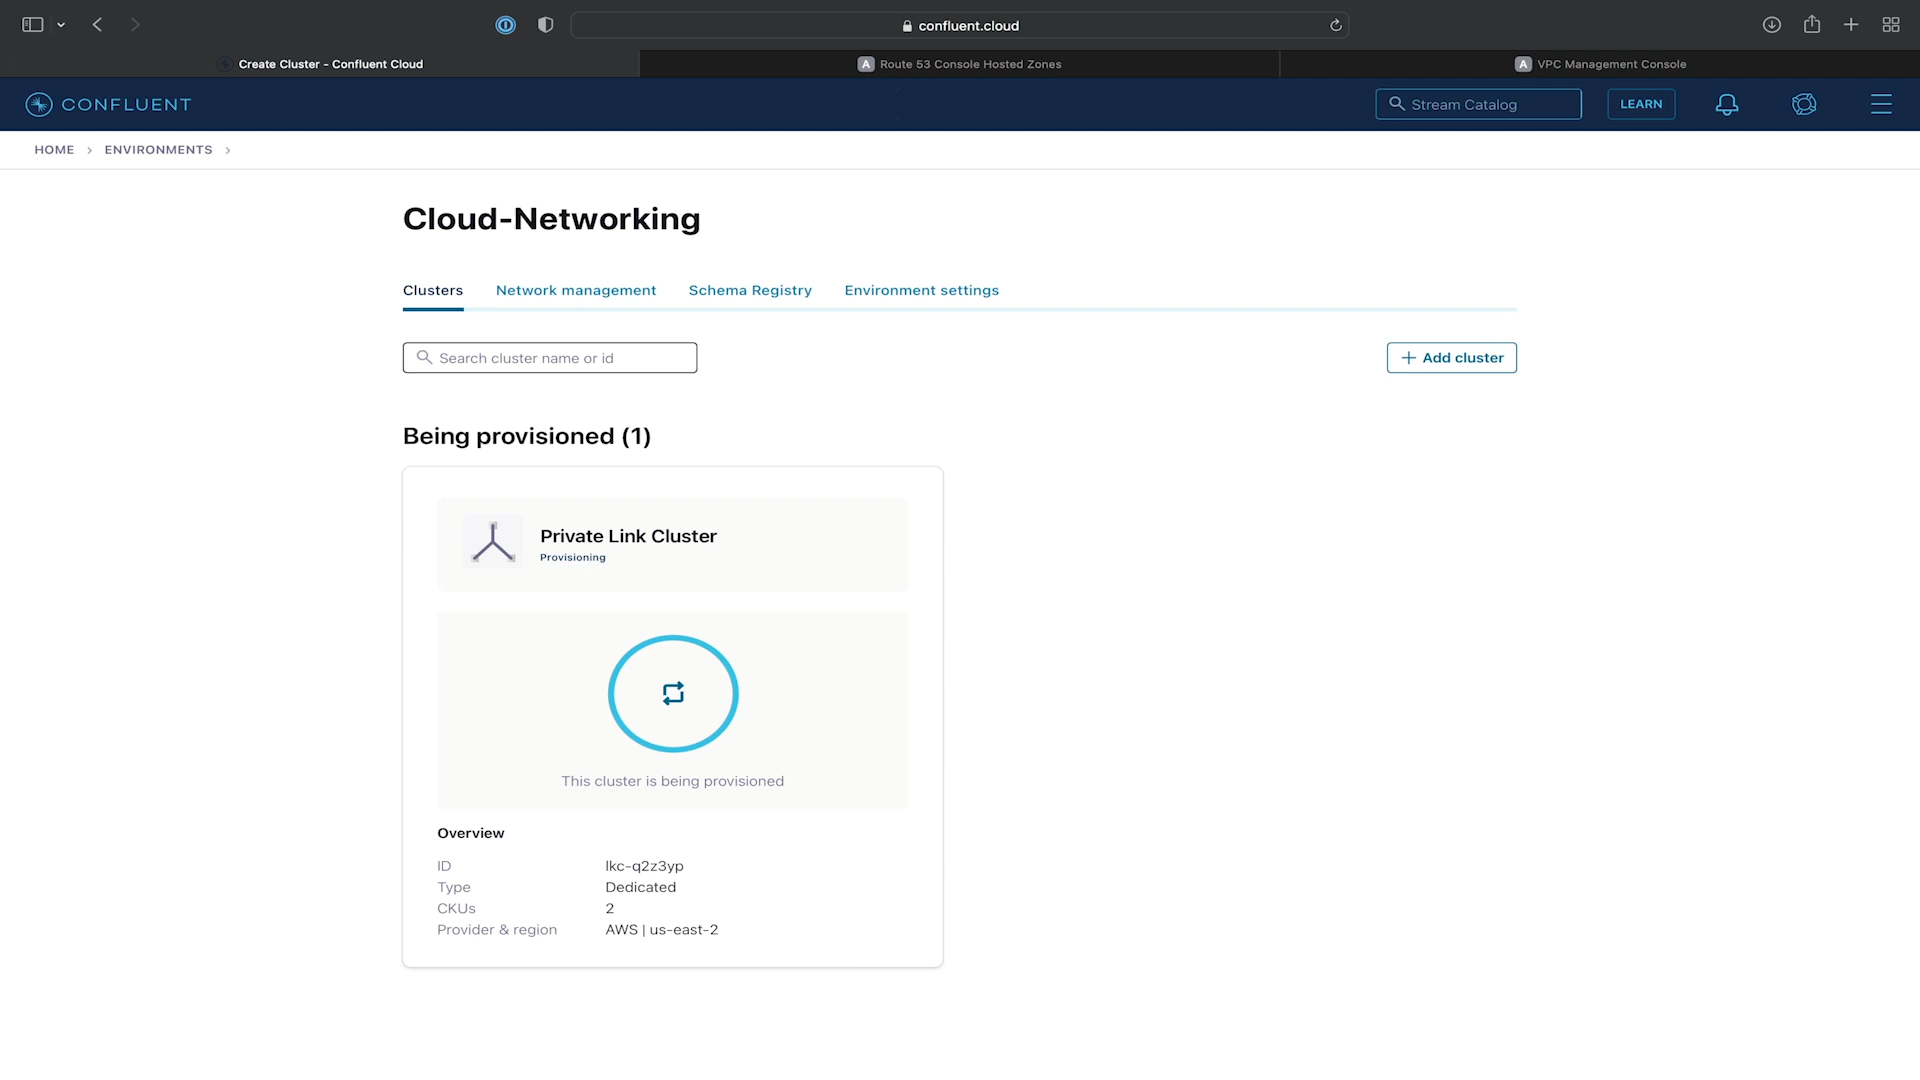 confluent.cloud
Create Cluster - Confluent Cloud
A Route 53 Console Hosted Zones
A VPC Management Console
CONFLUENT
Stream Catalog
LEARN
HOME > ENVIRONMENTS >
Cloud-Networking
Clusters Network management Schema Registry Environment settings
Search cluster name or id
+ Add cluster
Being provisioned (1)
Private Link Cluster
Provisioning
This cluster is being provisioned
Overview
ID lkc-q2z3yp
Type Dedicated
CKUs 2
Provider & region AWS | us-east-2